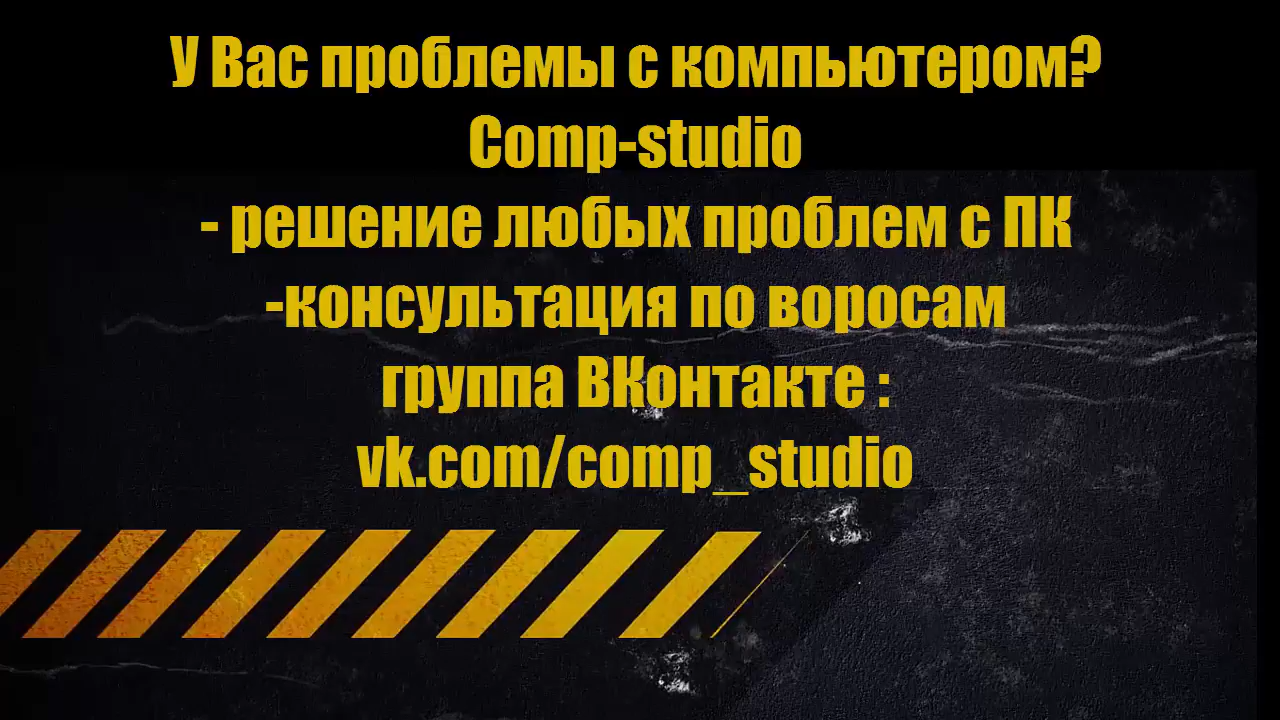 У Вас проблемы с компьютером?
Comp-studio
- решение любых проблем с ПК
-консультация по воросам
группа ВКонтакте :
vk.com/comp_studio